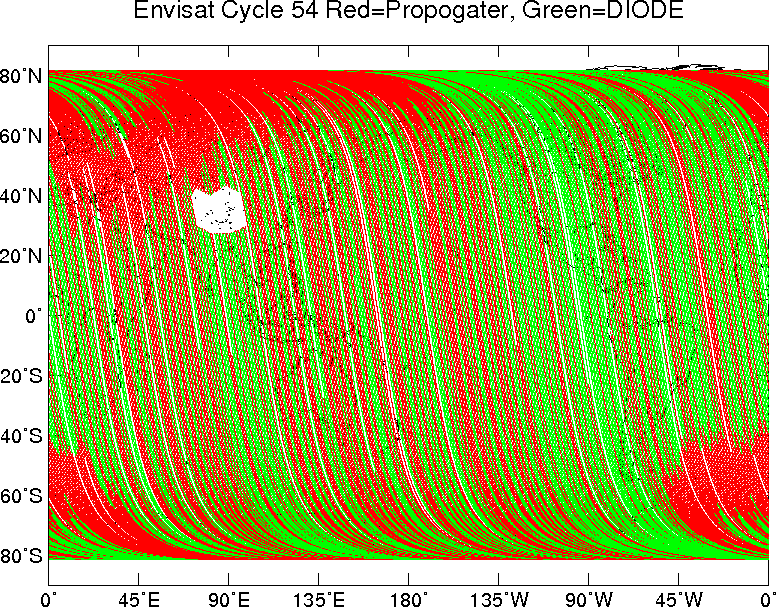 Envisat Cycle 54 Red=Propogater, Green=DIODE
80˚N
60˚N
40˚N
20˚N
0˚
20˚S
40˚S
60˚S
80˚S
0˚ 45˚E 90˚E 135˚E 180˚ 135˚W 90˚W 45˚W 0˚